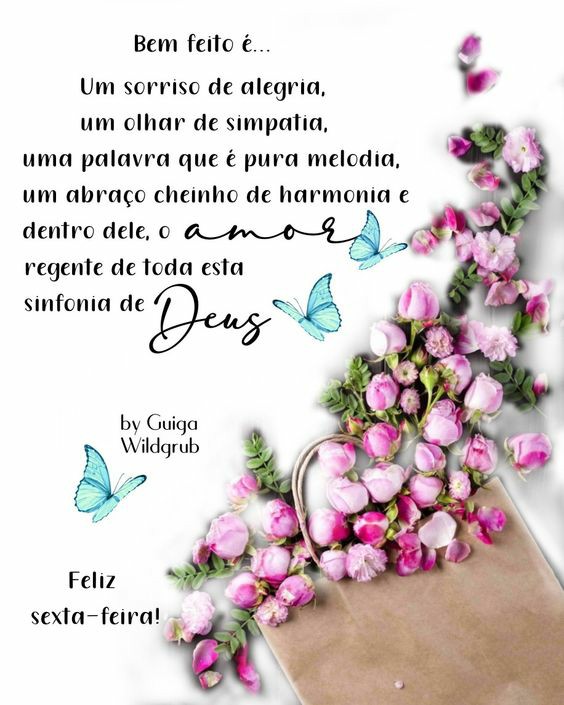 Bem feito é...
Um sorriso de alegria,
um olhar de simpatia,
uma palavra que é pura melodia,
um abraço cheinho de harmonia e
dentro dele, o amor
regente de toda esta
sinfonia de Deus
by Guiga
Wildgrub
Feliz
sexta-feira!